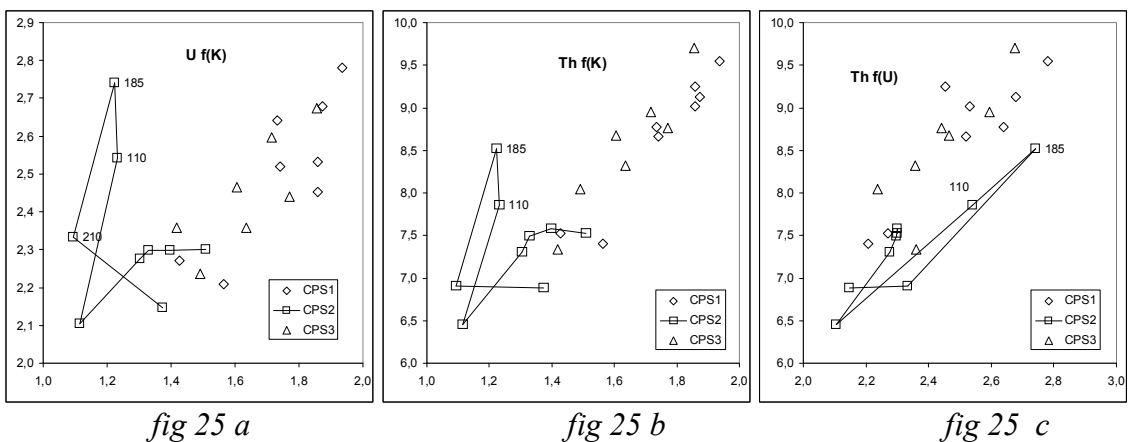 U f(K)
2,9
2,8
2,7
2,6
2,5
2,4
2,3
2,2
2,1
2,0
1,0 1,2 1,4 1,6 1,8 2,0
185
110
210
CPS1
CPS2
CPS3
fig 25 a
Th f(K)
10,0
9,5
9,0
8,5
8,0
7,5
7,0
6,5
6,0
1,0 1,2 1,4 1,6 1,8 2,0
185
110
CPS1
CPS2
CPS3
fig 25 b
Th f(U)
10,0
9,5
9,0
8,5
8,0
7,5
7,0
6,5
6,0
2,0 2,2 2,4 2,6 2,8 3,0
185
110
CPS1
CPS2
CPS3
fig 25 c